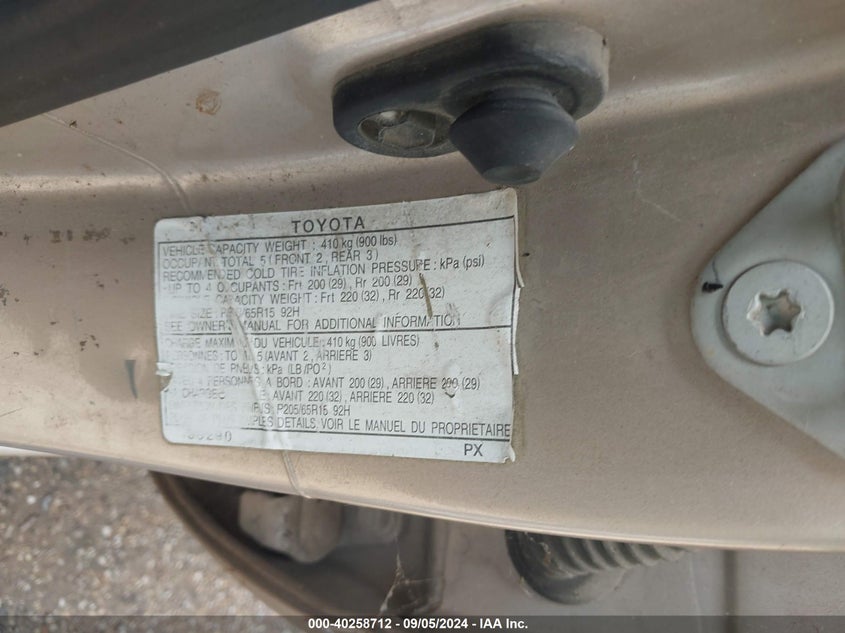 TOYOTA
VEHICLE CAPACITY WEIGHT : 410 kg (900 lbs)
OCCUPANT TOTAL 5 (FRONT 2, REAR 3)
RECOMMENDED COLD TIRE INFLATION PRESSURE : kPa (psi)
UP TO 4 OCCUPANTS : Frt 200 (29), Rr 200 (29)
CAPACITY WEIGHT : Frt 220 (32), Rr 220 (32)
SIZE : /65R15 92H
SEE OWNER'S MANUAL FOR ADDITIONAL INFORMATION
CHARGE DU VEHICULE : 410 kg (900 LIVRES)
5 (AVANT 2, ARRIERE 3)
DE PNEUS : kPa (LB/PO²)
PERSONNES A BORD : AVANT 200 (29), ARRIERE 200 (29)
AVANT 220 (32), ARRIERE 220 (32)
P205/65R15 92H
DETAILS, VOIR LE MANUEL DU PROPRIETAIRE
PX
000-40258712 - 09/05/2024 - IAA Inc.